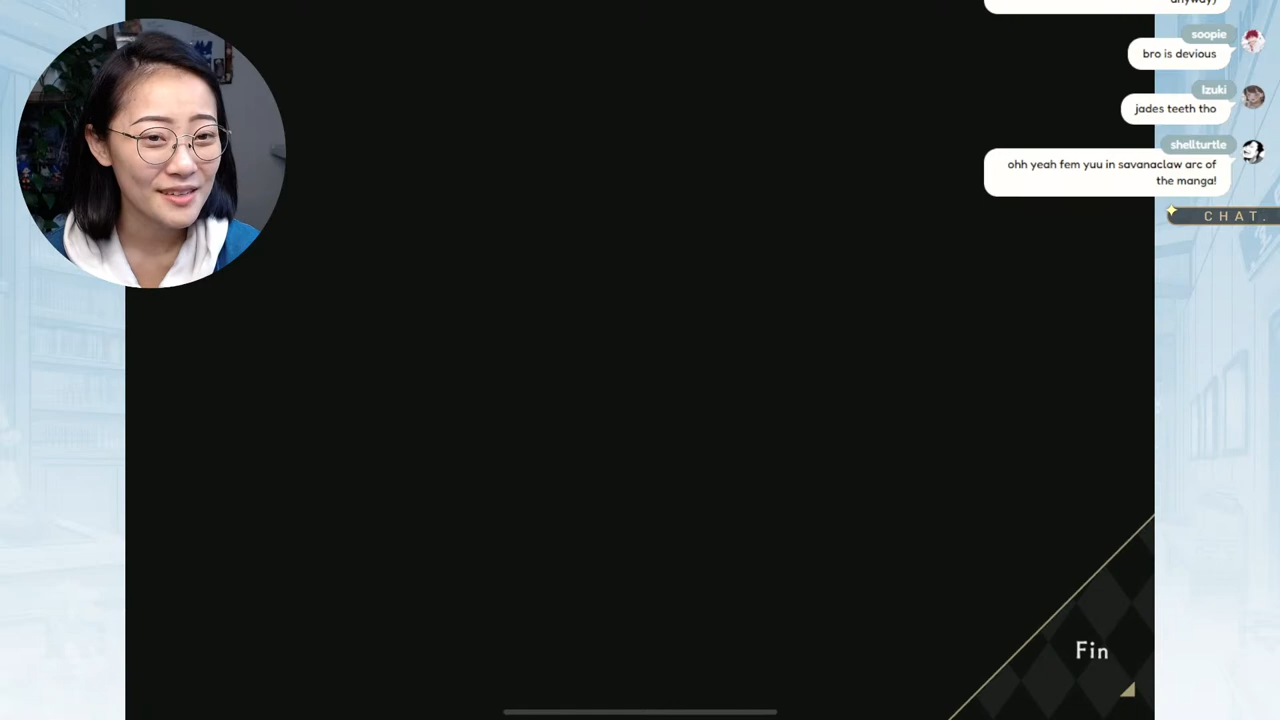 anyway)
soopie
bro is devious
Izuki
jades teeth tho
shellturtle
ohh yeah fem yuu in savanaclaw arc of
the manga!
CHAT.
Fin